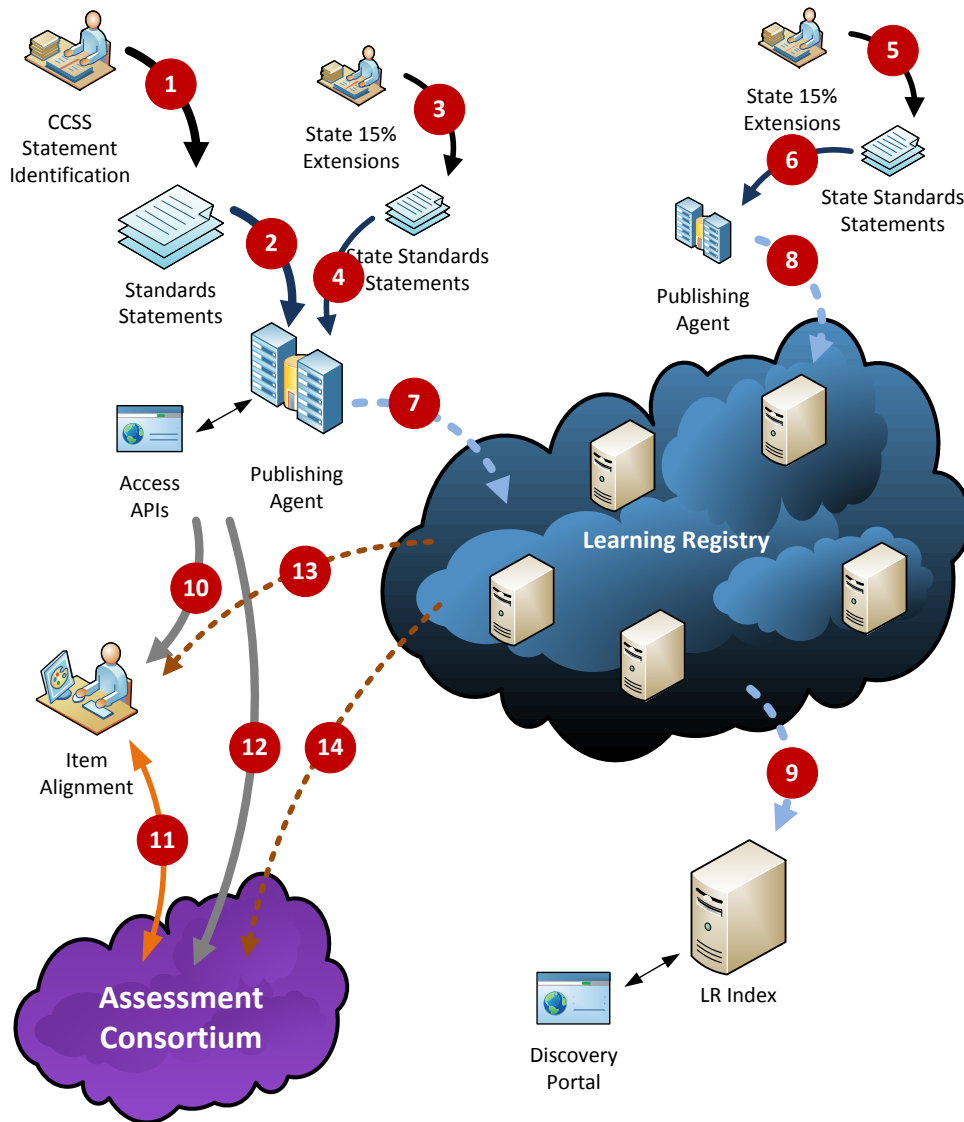 1
CCSS
Statement
Identification
3
State 15%
Extensions
5
State 15%
Extensions
6
State Standards
Statements
2
Standards
Statements
4
State Standards
Statements
8
Publishing
Agent
7
Access
APIs
Publishing
Agent
Learning Registry
10
13
Item
Alignment
12
14
11
9
Assessment
Consortium
LR Index
Discovery
Portal